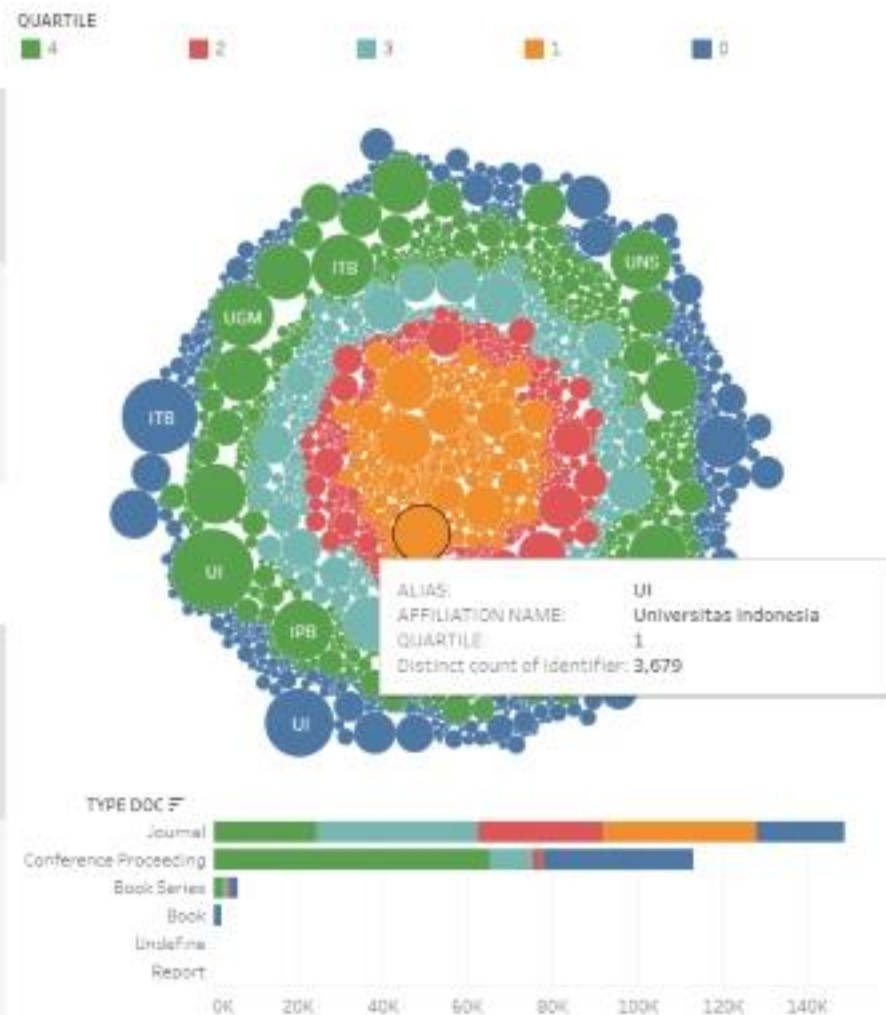 QUARTILE
4 2 3 1 0
ITB
UNS
UGM
ITB
UI
IPB
UI
ALIAS: UI
AFFILIATION NAME: Universitas Indonesia
QUARTILE: 1
Distinct count of Identifier: 3,679
TYPE DOC
Journal
Conference Proceeding
Book Series
Book
Undefine
Report
0K 20K 40K 60K 80K 100K 120K 140K